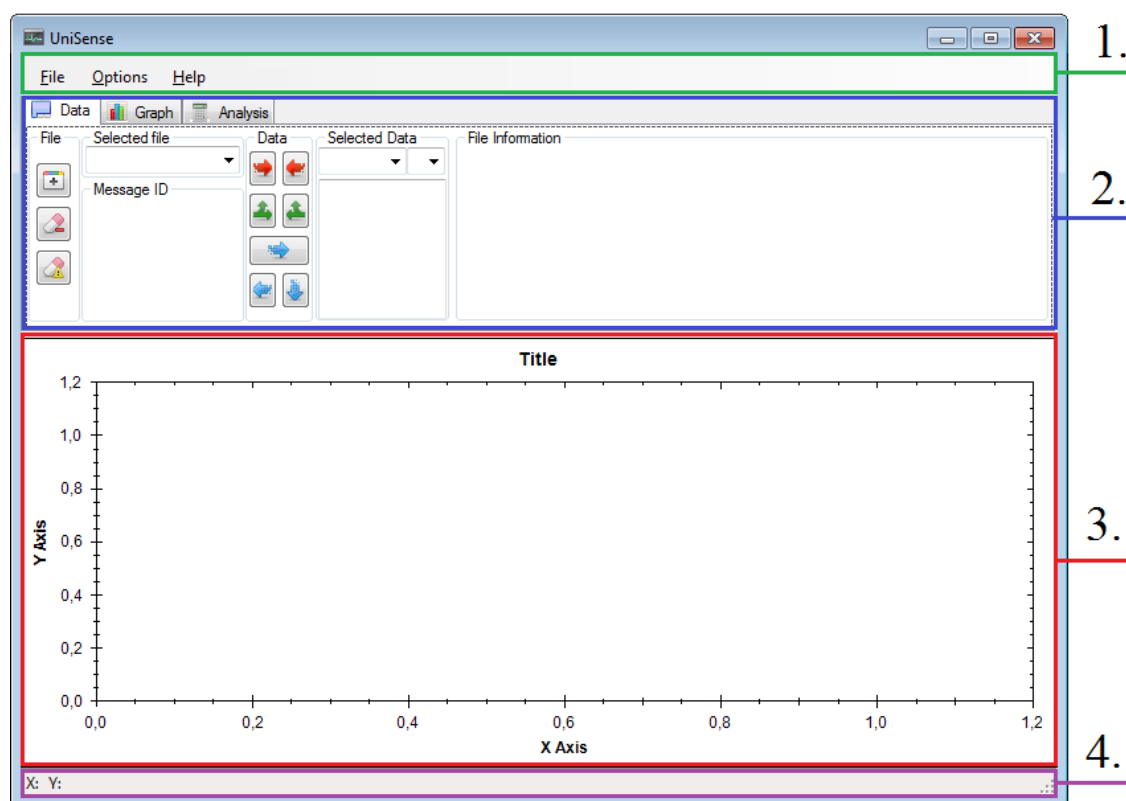 UniSense
1.
File Options Help
Data Graph Analysis
File Selected file Data Selected Data File Information
2.
Message ID
Title
1,2
1,0
0,8
3.
0,6
Y Axis
0,4
0,2
0,0
0,0 0,2 0,4 0,6 0,8 1,0 1,2
X Axis
4.
X: Y: